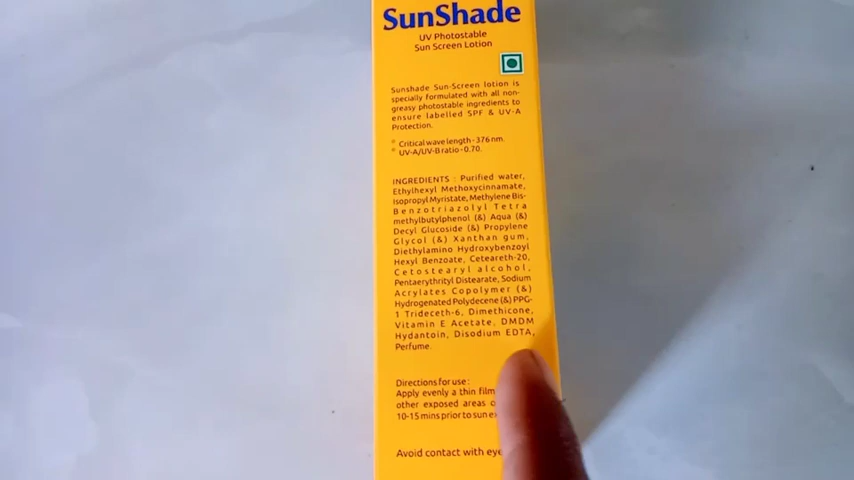 SunShade
UV Photostable
Sun Screen Lotion
Sunshade Sun-Screen lotion is
specially formulated with all non-
greasy photostable ingredients to
ensure labelled SPF & UV-A
Protection.
* Critical wave length - 376 nm.
* UV-A/UV-B ratio - 0.70.
INGREDIENTS : Purified water,
Ethylhexyl Methoxycinnamate,
Isopropyl Myristate, Methylene Bis-
Benzotriazolyl Tetra
methylbutylphenol (&) Aqua (&)
Decyl Glucoside (&) Propylene
Glycol (&) Xanthan gum,
Diethylamino Hydroxybenzoyl
Hexyl Benzoate, Ceteareth-20,
Cetostearyl alcohol,
Pentaerythrityl Distearate, Sodium
Acrylates Copolymer (&)
Hydrogenated Polydecene (&) PPG-
1 Trideceth-6, Dimethicone,
Vitamin E Acetate, DMDM
Hydantoin, Disodium EDTA,
Perfume.
Directions for use :
Apply evenly a thin film
other exposed areas
10-15 mins prior to sun
Avoid contact with